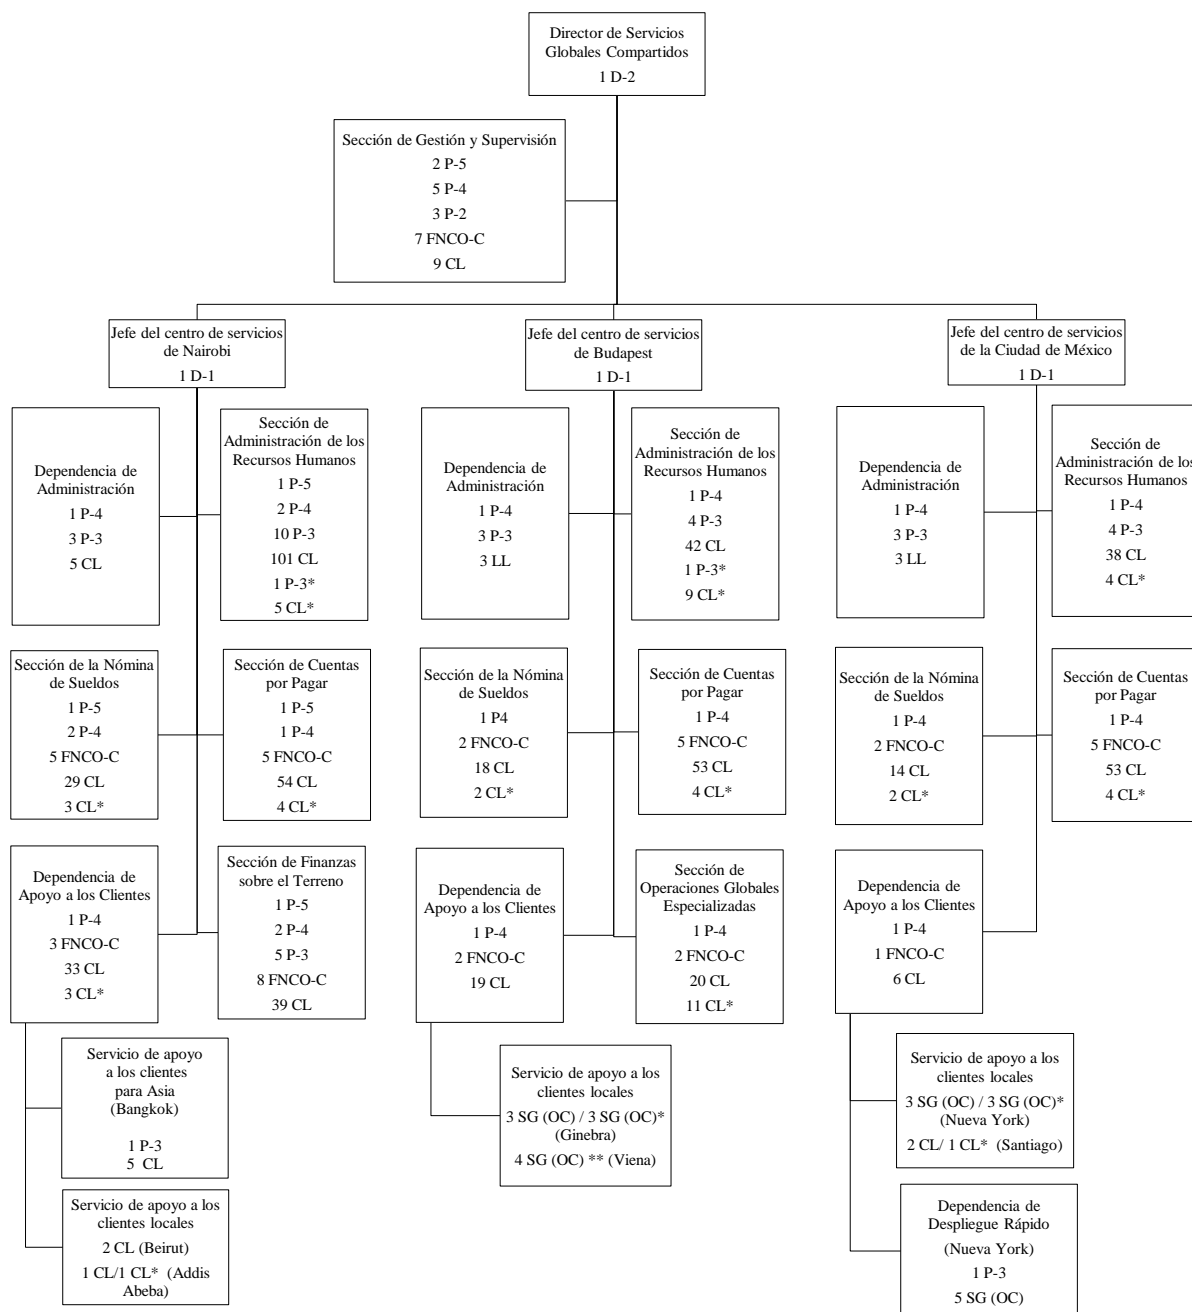 Director de Servicios
Globales Compartidos
1 D-2
Sección de Gestión y Supervisión
2 P-5
5 P-4
3 P-2
7 FNCO-C
9 CL
Jefe del centro de servicios
de Nairobi
1 D-1
Jefe del centro de servicios
de Budapest
1 D-1
Jefe del centro de servicios
de la Ciudad de México
1 D-1
Dependencia de
Administración
1 P-4
3 P-3
5 CL
Sección de
Administración de los
Recursos Humanos
1 P-5
2 P-4
10 P-3
101 CL
1 P-3*
5 CL*
Dependencia de
Administración
1 P-4
3 P-3
3 LL
Sección de
Administración de los
Recursos Humanos
1 P-4
4 P-3
42 CL
1 P-3*
9 CL*
Dependencia de
Administración
1 P-4
3 P-3
3 LL
Sección de
Administración de los
Recursos Humanos
1 P-4
4 P-3
38 CL
4 CL*
Sección de la Nómina
de Sueldos
1 P-5
2 P-4
5 FNCO-C
29 CL
3 CL*
Sección de Cuentas
por Pagar
1 P-5
1 P-4
5 FNCO-C
54 CL
4 CL*
Sección de la Nómina
de Sueldos
1 P4
2 FNCO-C
18 CL
2 CL*
Sección de Cuentas
por Pagar
1 P-4
5 FNCO-C
53 CL
4 CL*
Sección de la Nómina
de Sueldos
1 P-4
2 FNCO-C
14 CL
2 CL*
Sección de Cuentas
por Pagar
1 P-4
5 FNCO-C
53 CL
4 CL*
Dependencia de
Apoyo a los Clientes
1 P-4
3 FNCO-C
33 CL
3 CL*
Sección de Finanzas
sobre el Terreno
1 P-5
2 P-4
5 P-3
8 FNCO-C
39 CL
Dependencia de
Apoyo a los Clientes
1 P-4
2 FNCO-C
19 CL
Sección de
Operaciones Globales
Especializadas
1 P-4
2 FNCO-C
20 CL
11 CL*
Dependencia de
Apoyo a los Clientes
1 P-4
1 FNCO-C
6 CL
Servicio de apoyo
a los clientes
para Asia
(Bangkok)
1 P-3
5 CL
Servicio de apoyo a los
clientes locales
2 CL (Beirut)
1 CL/1 CL* (Addis
Abeba)
Servicio de apoyo a los
clientes locales
3 SG (OC) / 3 SG (OC)*
(Ginebra)
4 SG (OC) ** (Viena)
Servicio de apoyo a los
clientes locales
3 SG (OC) / 3 SG (OC)*
(Nueva York)
2 CL/ 1 CL* (Santiago)
Dependencia de
Despliegue Rápido
(Nueva York)
1 P-3
5 SG (OC)